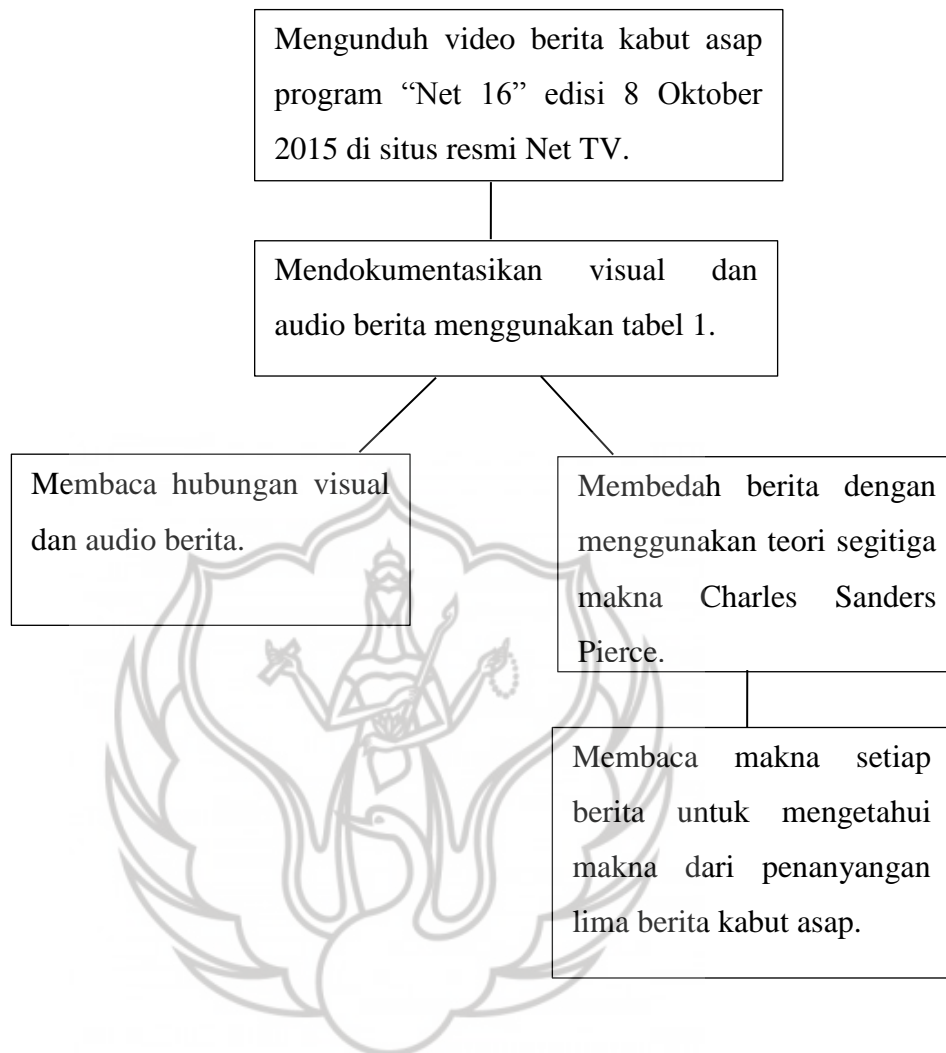 Mengunduh video berita kabut asap
program “Net 16” edisi 8 Oktober
2015 di situs resmi Net TV.
Mendokumentasikan visual dan
audio berita menggunakan tabel 1.
Membaca hubungan visual
dan audio berita.
Membedah berita dengan
menggunakan teori segitiga
makna Charles Sanders
Pierce.
Membaca makna setiap
berita untuk mengetahui
makna dari penanyangan
lima berita kabut asap.